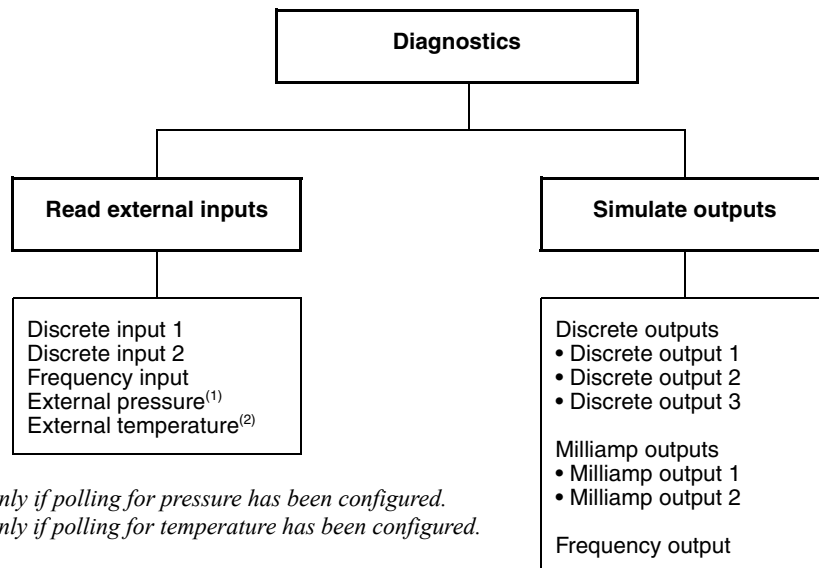 Diagnostics
Read external inputs
Discrete input 1
Discrete input 2
Frequency input
External pressure(1)
External temperature(2)
Simulate outputs
Discrete outputs
• Discrete output 1
• Discrete output 2
• Discrete output 3
Milliamp outputs
• Milliamp output 1
• Milliamp output 2
Frequency output
if polling for pressure has been configured.
if polling for temperature has been configured.